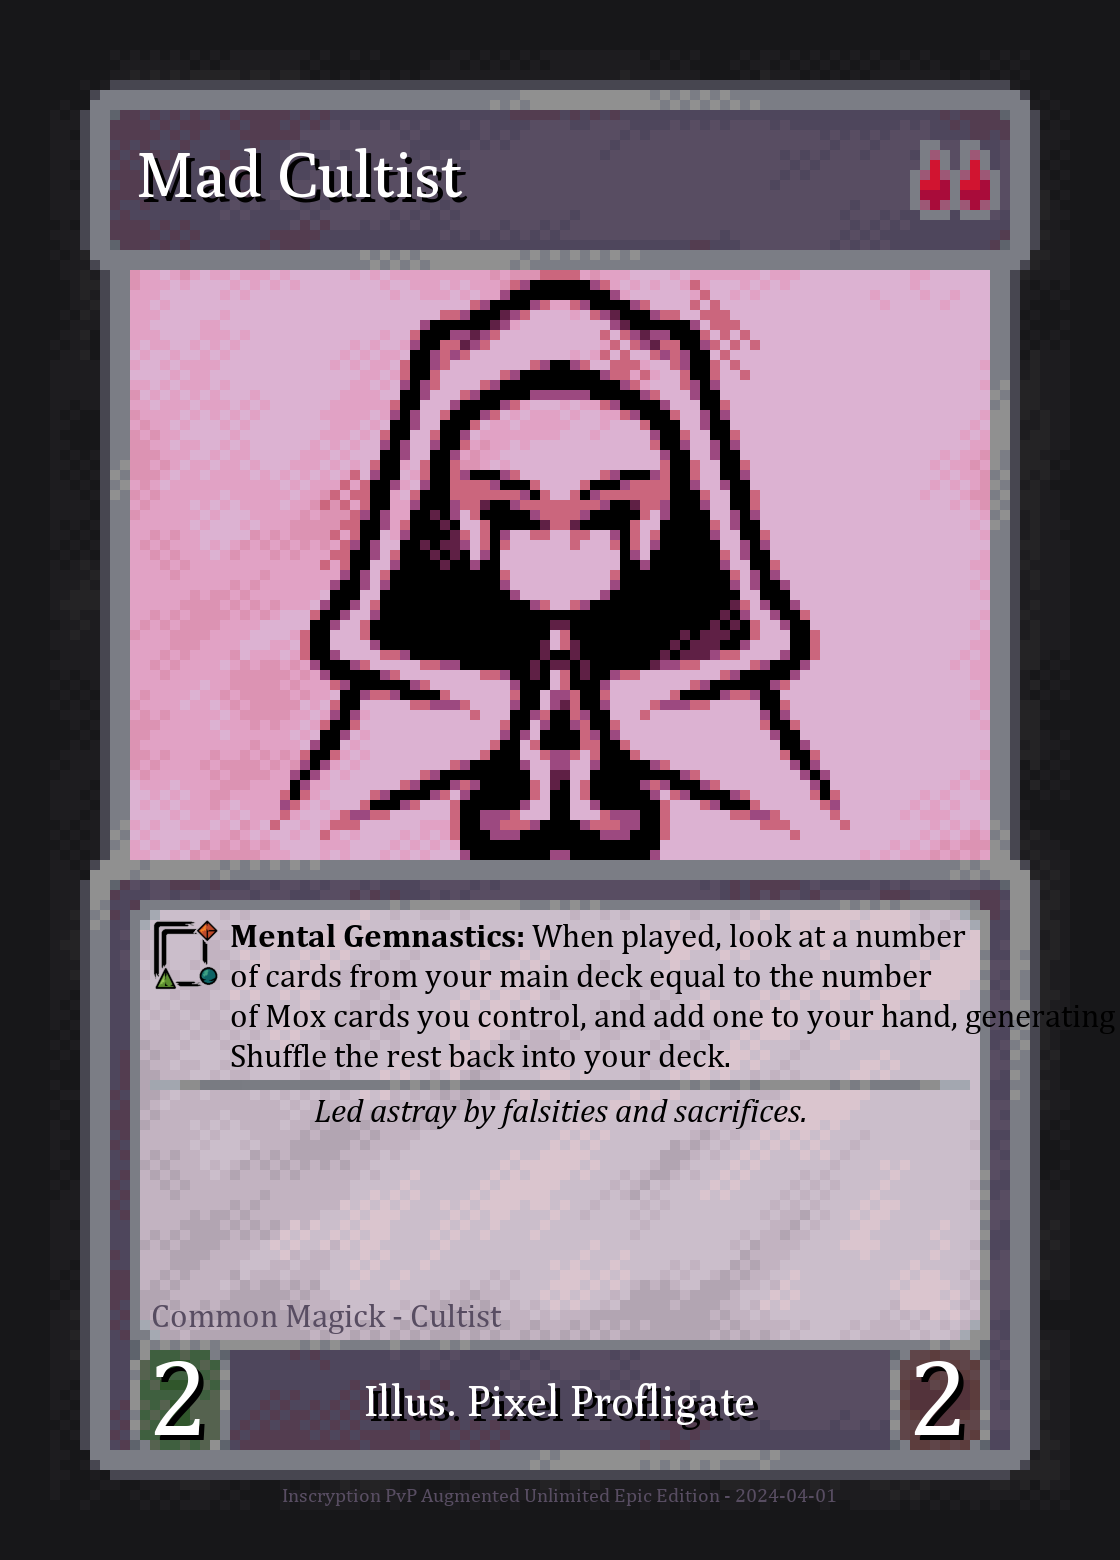 Mad Cultist
Mental Gemnastics: When played, look at a number
of cards from your main deck equal to the number
of Mox cards you control, and add one to your hand, generating
Shuffle the rest back into your deck.
Led astray by falsities and sacrifices.
Common Magick - Cultist
2
Illus. Pixel Profligate
2
Inscryption PvP Augmented Unlimited Epic Edition - 2024-04-01